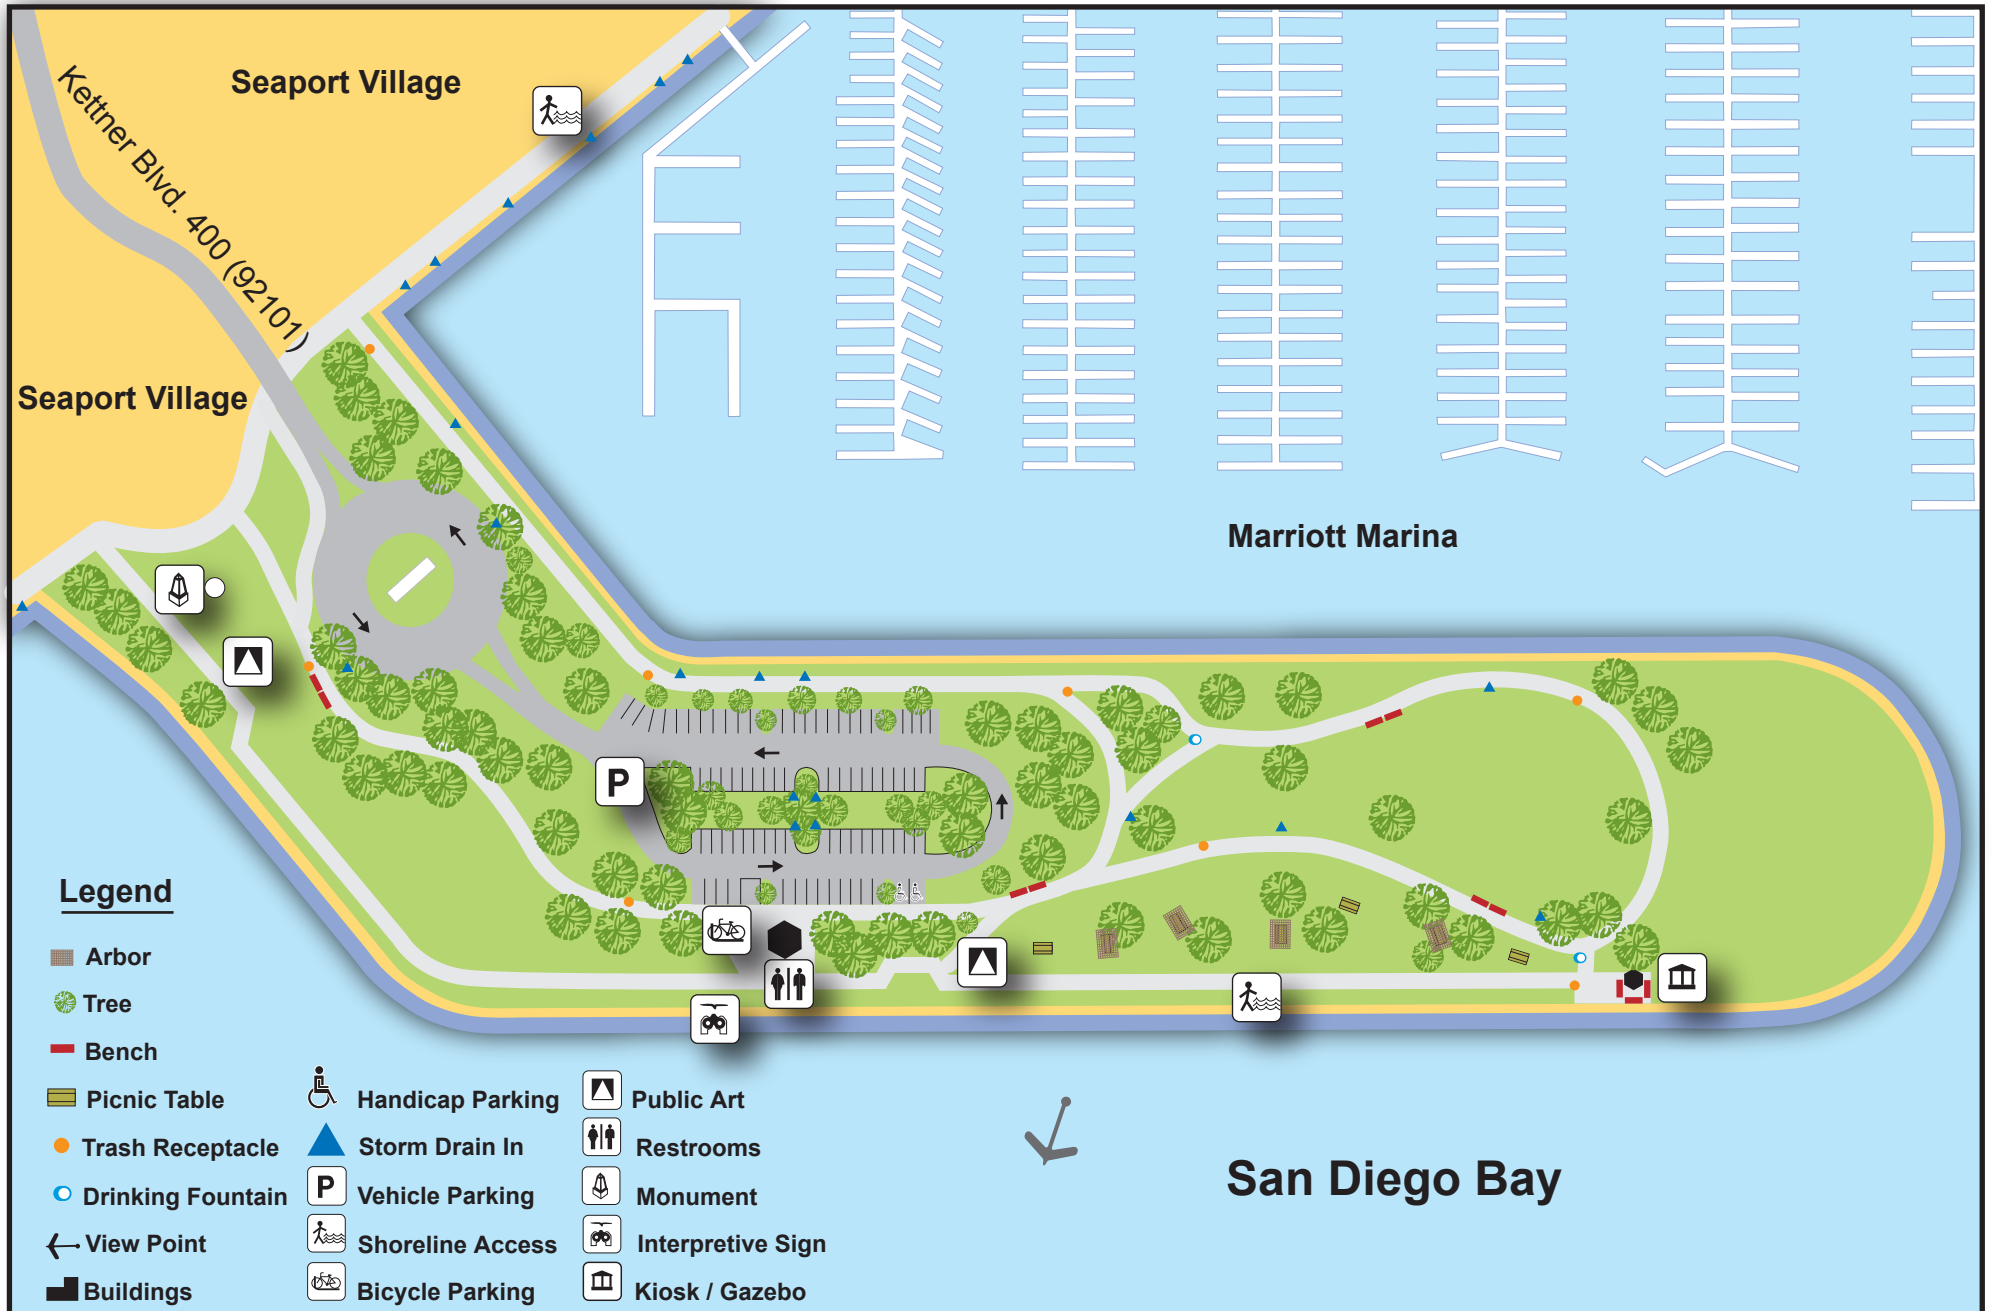 Seaport Village
Kettner Blvd. 400 (92101)
Seaport Village
Marriott Marina
P
Legend
Arbor
Tree
Bench
Picnic Table
Trash Receptacle
Drinking Fountain
View Point
Buildings
Handicap Parking
Storm Drain In
P Vehicle Parking
Shoreline Access
Bicycle Parking
Public Art
Restrooms
Monument
Interpretive Sign
Kiosk / Gazebo
San Diego Bay